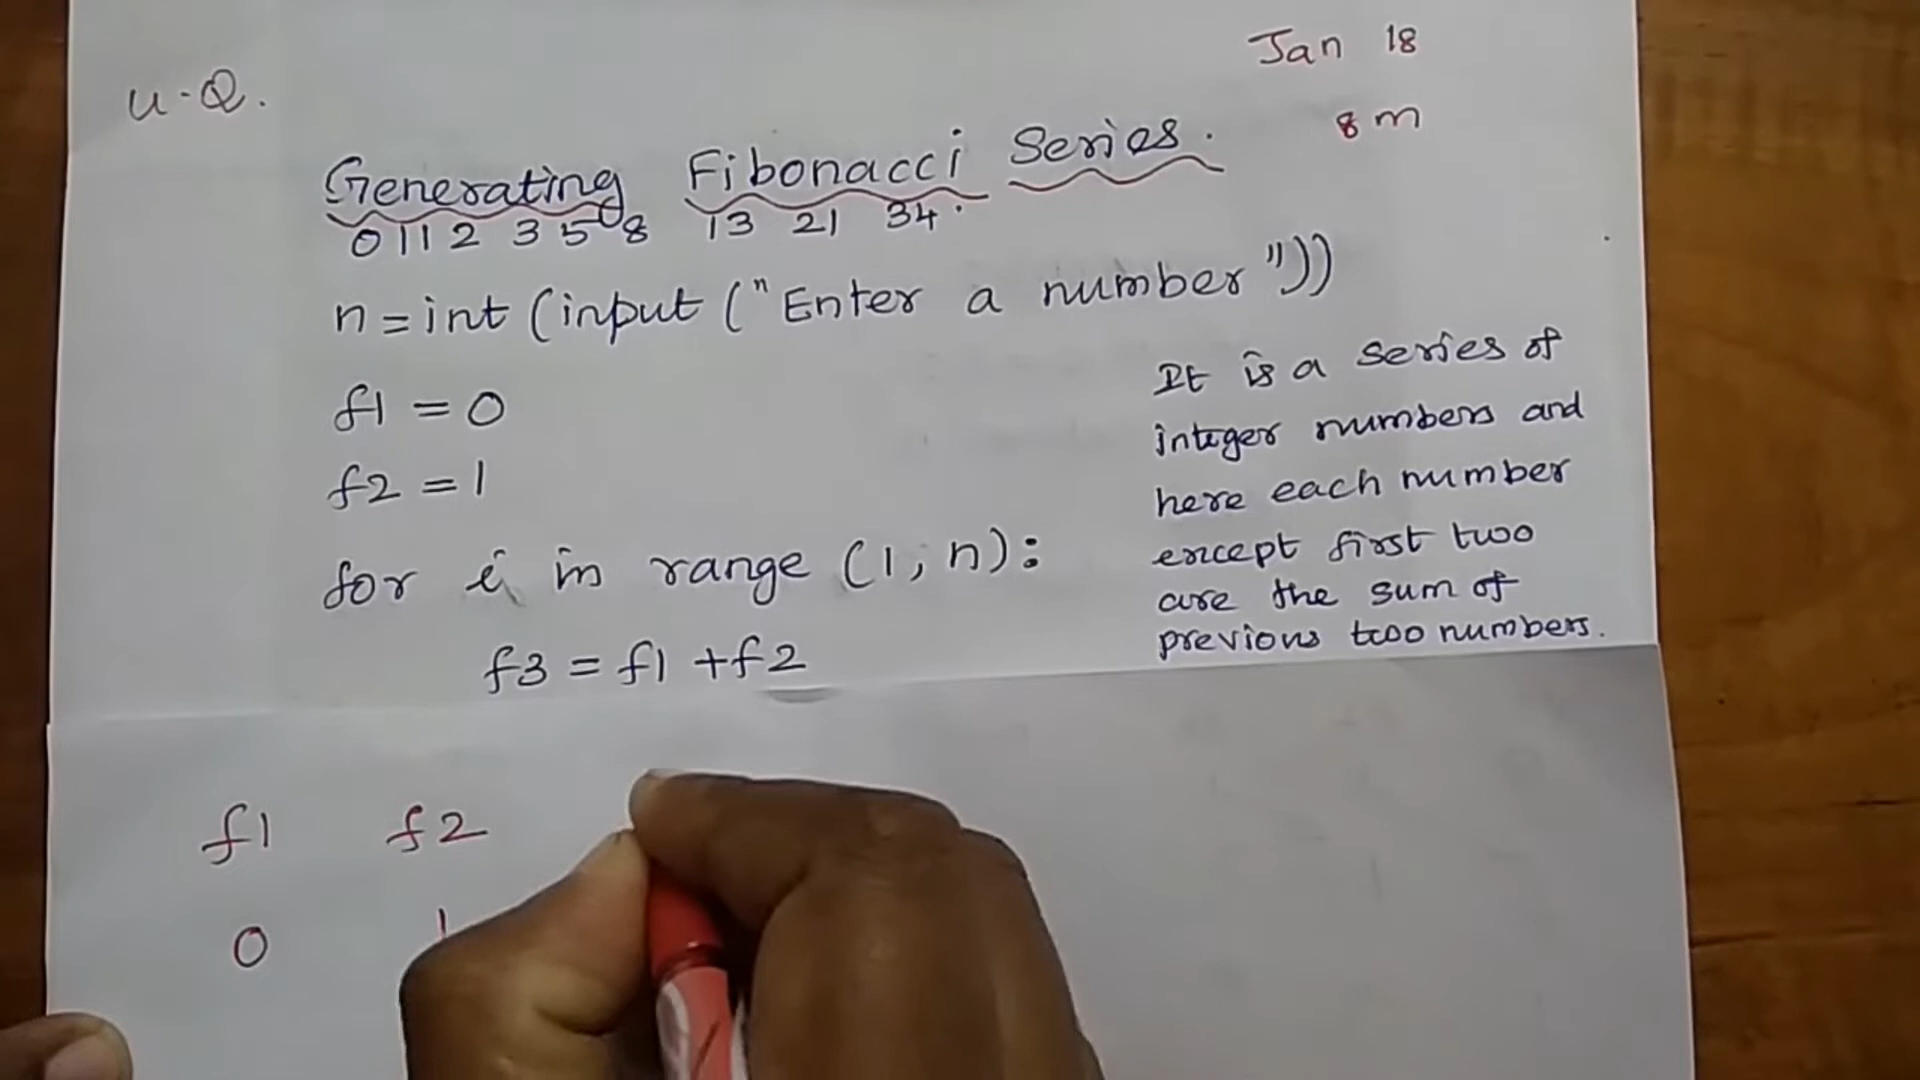 Jan 18
U.Q.
8m
Generating Fibonacci Series.
0 1 1 2 3 5 8 13 21 34.
n=int(input("Enter a number"))
f1 = 0
f2 = 1
for i in range (1, n):
f3 = f1 +f2
It is a series of
integer numbers and
here each number
except first two
are the sum of
previous two numbers.
f1 f2
0 1